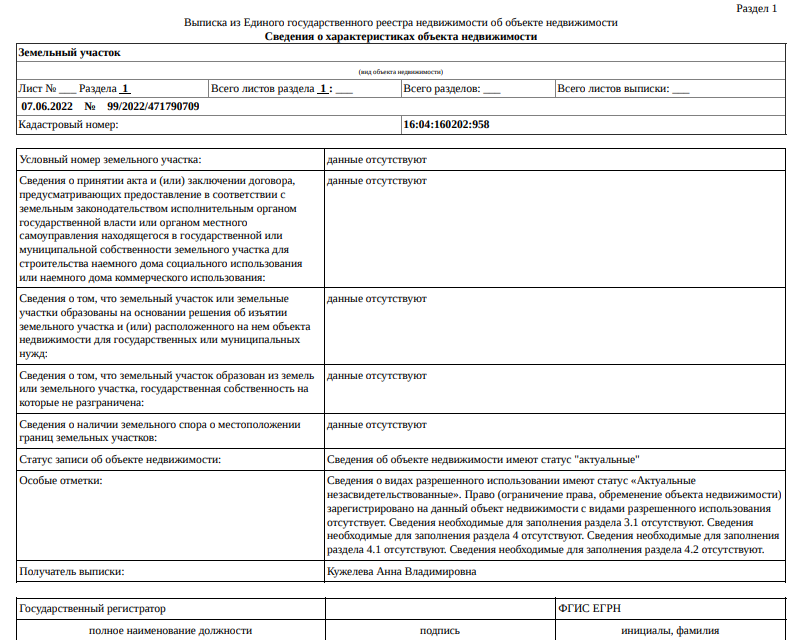 Раздел 1
Выписка из Единого государственного реестра недвижимости об объекте недвижимости
Сведения о характеристиках объекта недвижимости
Земельный участок
(вид объекта недвижимости)
Лист № ___ Раздела 1
Всего листов раздела 1 : ___
Всего разделов: ___
Всего листов выписки: ___
07.06.2022 № 99/2022/471790709
Кадастровый номер:
16:04:160202:958
Условный номер земельного участка:
данные отсутствуют
Сведения о принятии акта и (или) заключении договора,
предусматривающих предоставление в соответствии с
земельным законодательством исполнительным органом
государственной власти или органом местного
самоуправления находящегося в государственной или
муниципальной собственности земельного участка для
строительства наемного дома социального использования
или наемного дома коммерческого использования:
данные отсутствуют
Сведения о том, что земельный участок или земельные
участки образованы на основании решения об изъятии
земельного участка и (или) расположенного на нем объекта
недвижимости для государственных или муниципальных
нужд:
данные отсутствуют
Сведения о том, что земельный участок образован из земель
или земельного участка, государственная собственность на
которые не разграничена:
данные отсутствуют
Сведения о наличии земельного спора о местоположении
границ земельных участков:
данные отсутствуют
Статус записи об объекте недвижимости:
Сведения об объекте недвижимости имеют статус "актуальные"
Особые отметки:
Сведения о видах разрешенного использовании имеют статус «Актуальные
незасвидетельствованные». Право (ограничение права, обременение объекта недвижимости)
зарегистрировано на данный объект недвижимости с видами разрешенного использования
отсутствует. Сведения необходимые для заполнения раздела 3.1 отсутствуют. Сведения
необходимые для заполнения раздела 4 отсутствуют. Сведения необходимые для заполнения
раздела 4.1 отсутствуют. Сведения необходимые для заполнения раздела 4.2 отсутствуют.
Получатель выписки:
Кужелева Анна Владимировна
Государственный регистратор
ФГИС ЕГРН
полное наименование должности
подпись
инициалы, фамилия